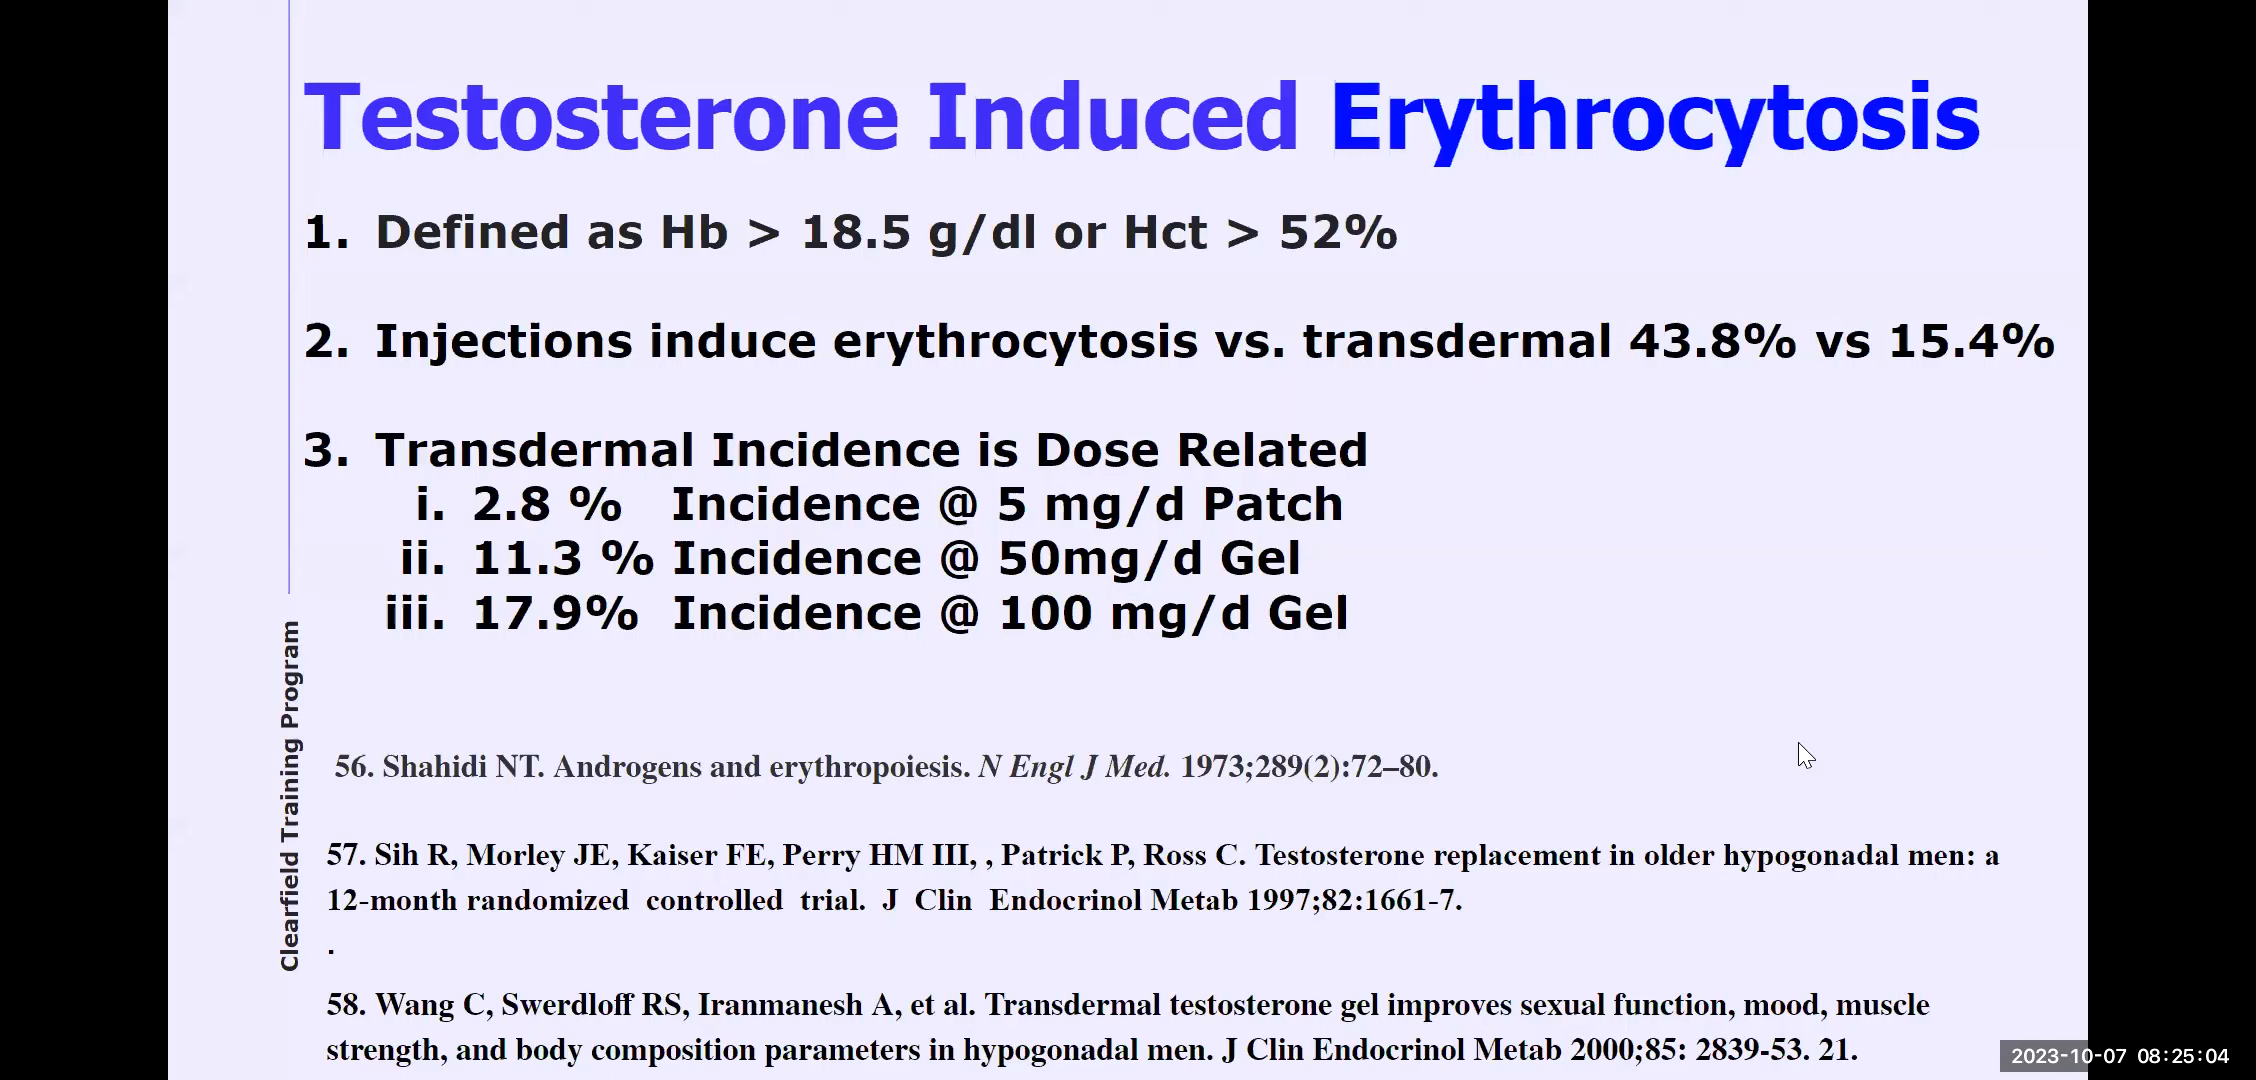 Testosterone Induced Erythrocytosis
1. Defined as Hb > 18.5 g/dl or Hct > 52%
2. Injections induce erythrocytosis vs. transdermal 43.8% vs 15.4%
3. Transdermal Incidence is Dose Related
i. 2.8 % Incidence @ 5 mg/d Patch
ii. 11.3 % Incidence @ 50mg/d Gel
iii. 17.9% Incidence @ 100 mg/d Gel
Clearfield Training Program
56. Shahidi NT. Androgens and erythropoiesis. N Engl J Med. 1973;289(2):72–80.
57. Sih R, Morley JE, Kaiser FE, Perry HM III, , Patrick P, Ross C. Testosterone replacement in older hypogonadal men: a
12-month randomized controlled trial. J Clin Endocrinol Metab 1997;82:1661-7.
.
58. Wang C, Swerdloff RS, Iranmanesh A, et al. Transdermal testosterone gel improves sexual function, mood, muscle
strength, and body composition parameters in hypogonadal men. J Clin Endocrinol Metab 2000;85: 2839-53. 21.
2023-10-07 08:25:04